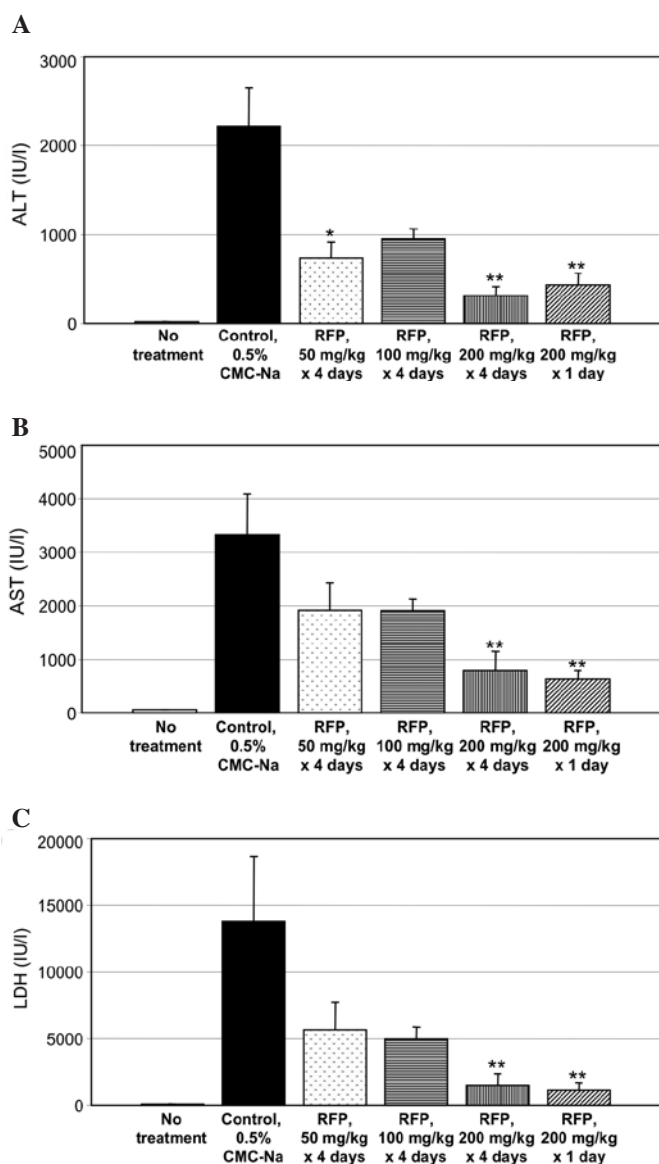 A
3000
2000
1000
0
ALT (IU/l)
*
**
**
No Control, RFP, RFP, RFP, RFP,
treatment 0.5% 50 mg/kg 100 mg/kg 200 mg/kg 200 mg/kg
CMC-Na x 4 days x 4 days x 4 days x 1 day
B
5000
4000
3000
2000
1000
0
AST (IU/l)
**
**
No Control, RFP, RFP, RFP, RFP,
treatment 0.5% 50 mg/kg 100 mg/kg 200 mg/kg 200 mg/kg
CMC-Na x 4 days x 4 days x 4 days x 1 day
C
20000
15000
10000
5000
0
LDH (IU/l)
**
**
No Control, RFP, RFP, RFP, RFP,
treatment 0.5% 50 mg/kg 100 mg/kg 200 mg/kg 200 mg/kg
CMC-Na x 4 days x 4 days x 4 days x 1 day